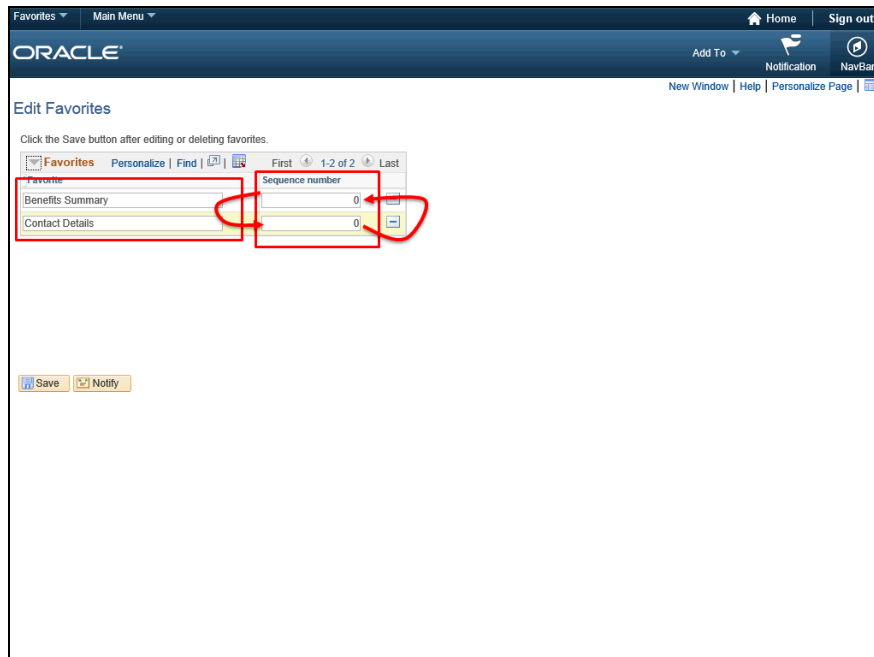 Favorites Main Menu Home Sign out
ORACLE Add To Notification NavBar
New Window | Help | Personalize Page |
Edit Favorites
Click the Save button after editing or deleting favorites.
Favorites Personalize | Find | | First 1-2 of 2 Last
*Favorite Sequence number
Benefits Summary 0
Contact Details 0
Save Notify